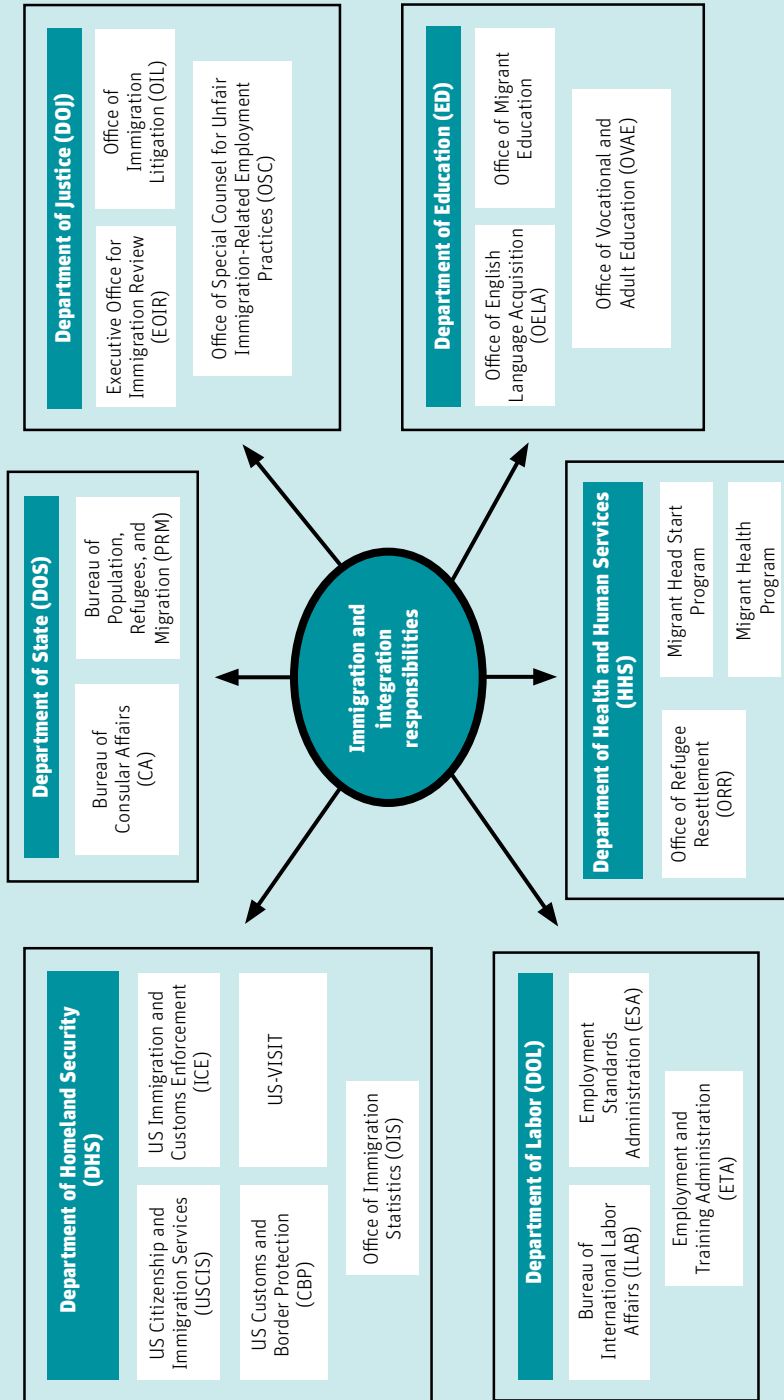 Department of Homeland Security
(DHS)
US Citizenship and
Immigration Services
(USCIS)
US Immigration and
Customs Enforcement
(ICE)
US Customs and
Border Protection
(CBP)
US-VISIT
Office of Immigration
Statistics (OIS)
Department of State (DOS)
Bureau of
Consular Affairs
(CA)
Bureau of
Population,
Refugees, and
Migration (PRM)
Department of Justice (DOJ)
Executive Office for
Immigration Review
(EOIR)
Office of
Immigration
Litigation (OIL)
Office of Special Counsel for Unfair
Immigration-Related Employment
Practices (OSC)
Immigration and
integration
responsibilities
Department of Labor (DOL)
Bureau of
International Labor
Affairs (ILAB)
Employment
Standards
Administration (ESA)
Employment and
Training Administration
(ETA)
Department of Health and Human Services
(HHS)
Office of Refugee
Resettlement
(ORR)
Migrant Head Start
Program
Migrant Health
Program
Department of Education (ED)
Office of English
Language Acquisition
(OELA)
Office of Migrant
Education
Office of Vocational and
Adult Education (OVAE)